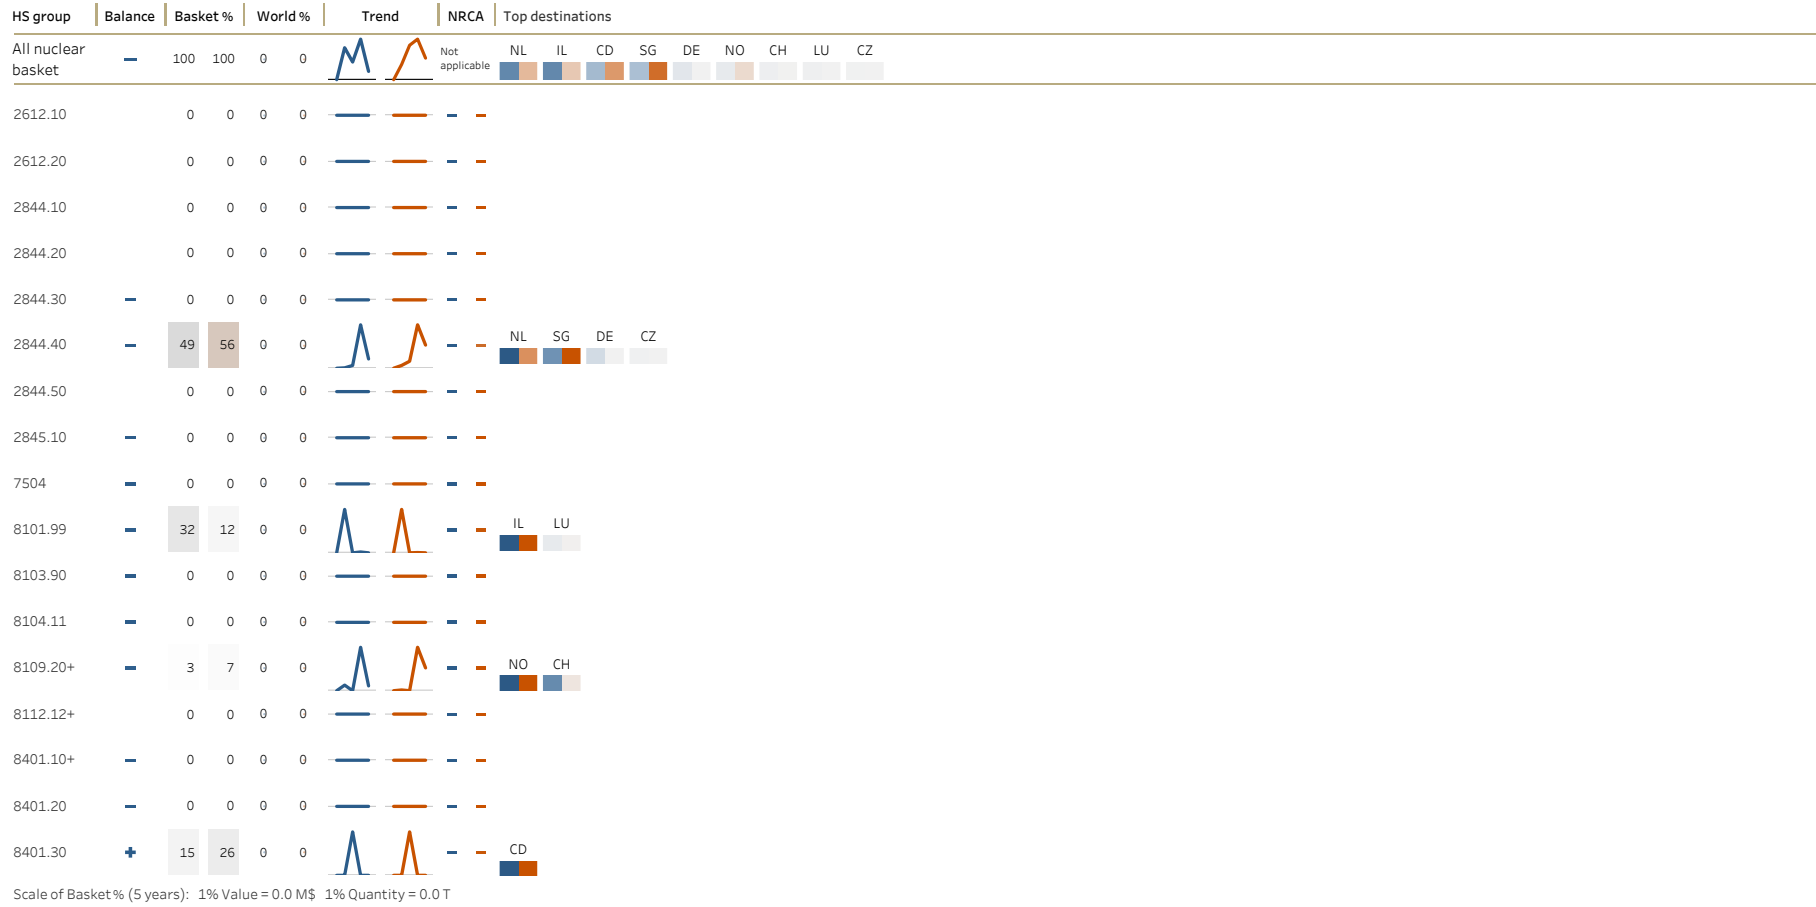 HS group Balance Basket % World % Trend NRCA Top destinations
All nuclear basket 100 100 0 0 Not applicable NL IL CD SG DE NO CH LU CZ
2612.10 0 0 0 0
2612.20 0 0 0 0
2844.10 0 0 0 0
2844.20 0 0 0 0
2844.30 0 0 0 0
2844.40 49 56 0 0 NL SG DE CZ
2844.50 0 0 0 0
2845.10 0 0 0 0
7504 0 0 0 0
8101.99 32 12 0 0 IL LU
8103.90 0 0 0 0
8104.11 0 0 0 0
8109.20+ 3 7 0 0 NO CH
8112.12+ 0 0 0 0
8401.10+ 0 0 0 0
8401.20 0 0 0 0
8401.30 15 26 0 0 CD
Scale of Basket% (5 years): 1% Value = 0.0 M$ 1% Quantity = 0.0 T